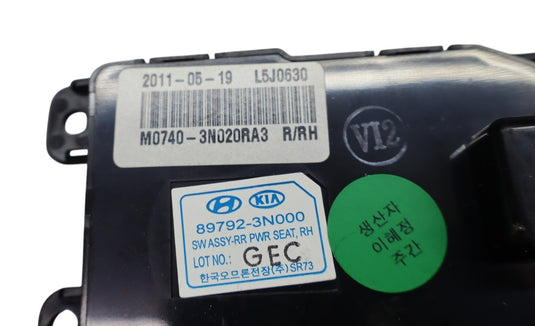 2011-05-19 L5J0630
M0740-3N020RA3 R/RH
VI2
KIA
89792-3N000
SW ASSY-RR PWR SEAT, RH
LOT NO.: GEC
한국오므론전장(주) SR73
생산자
이혜정
주간